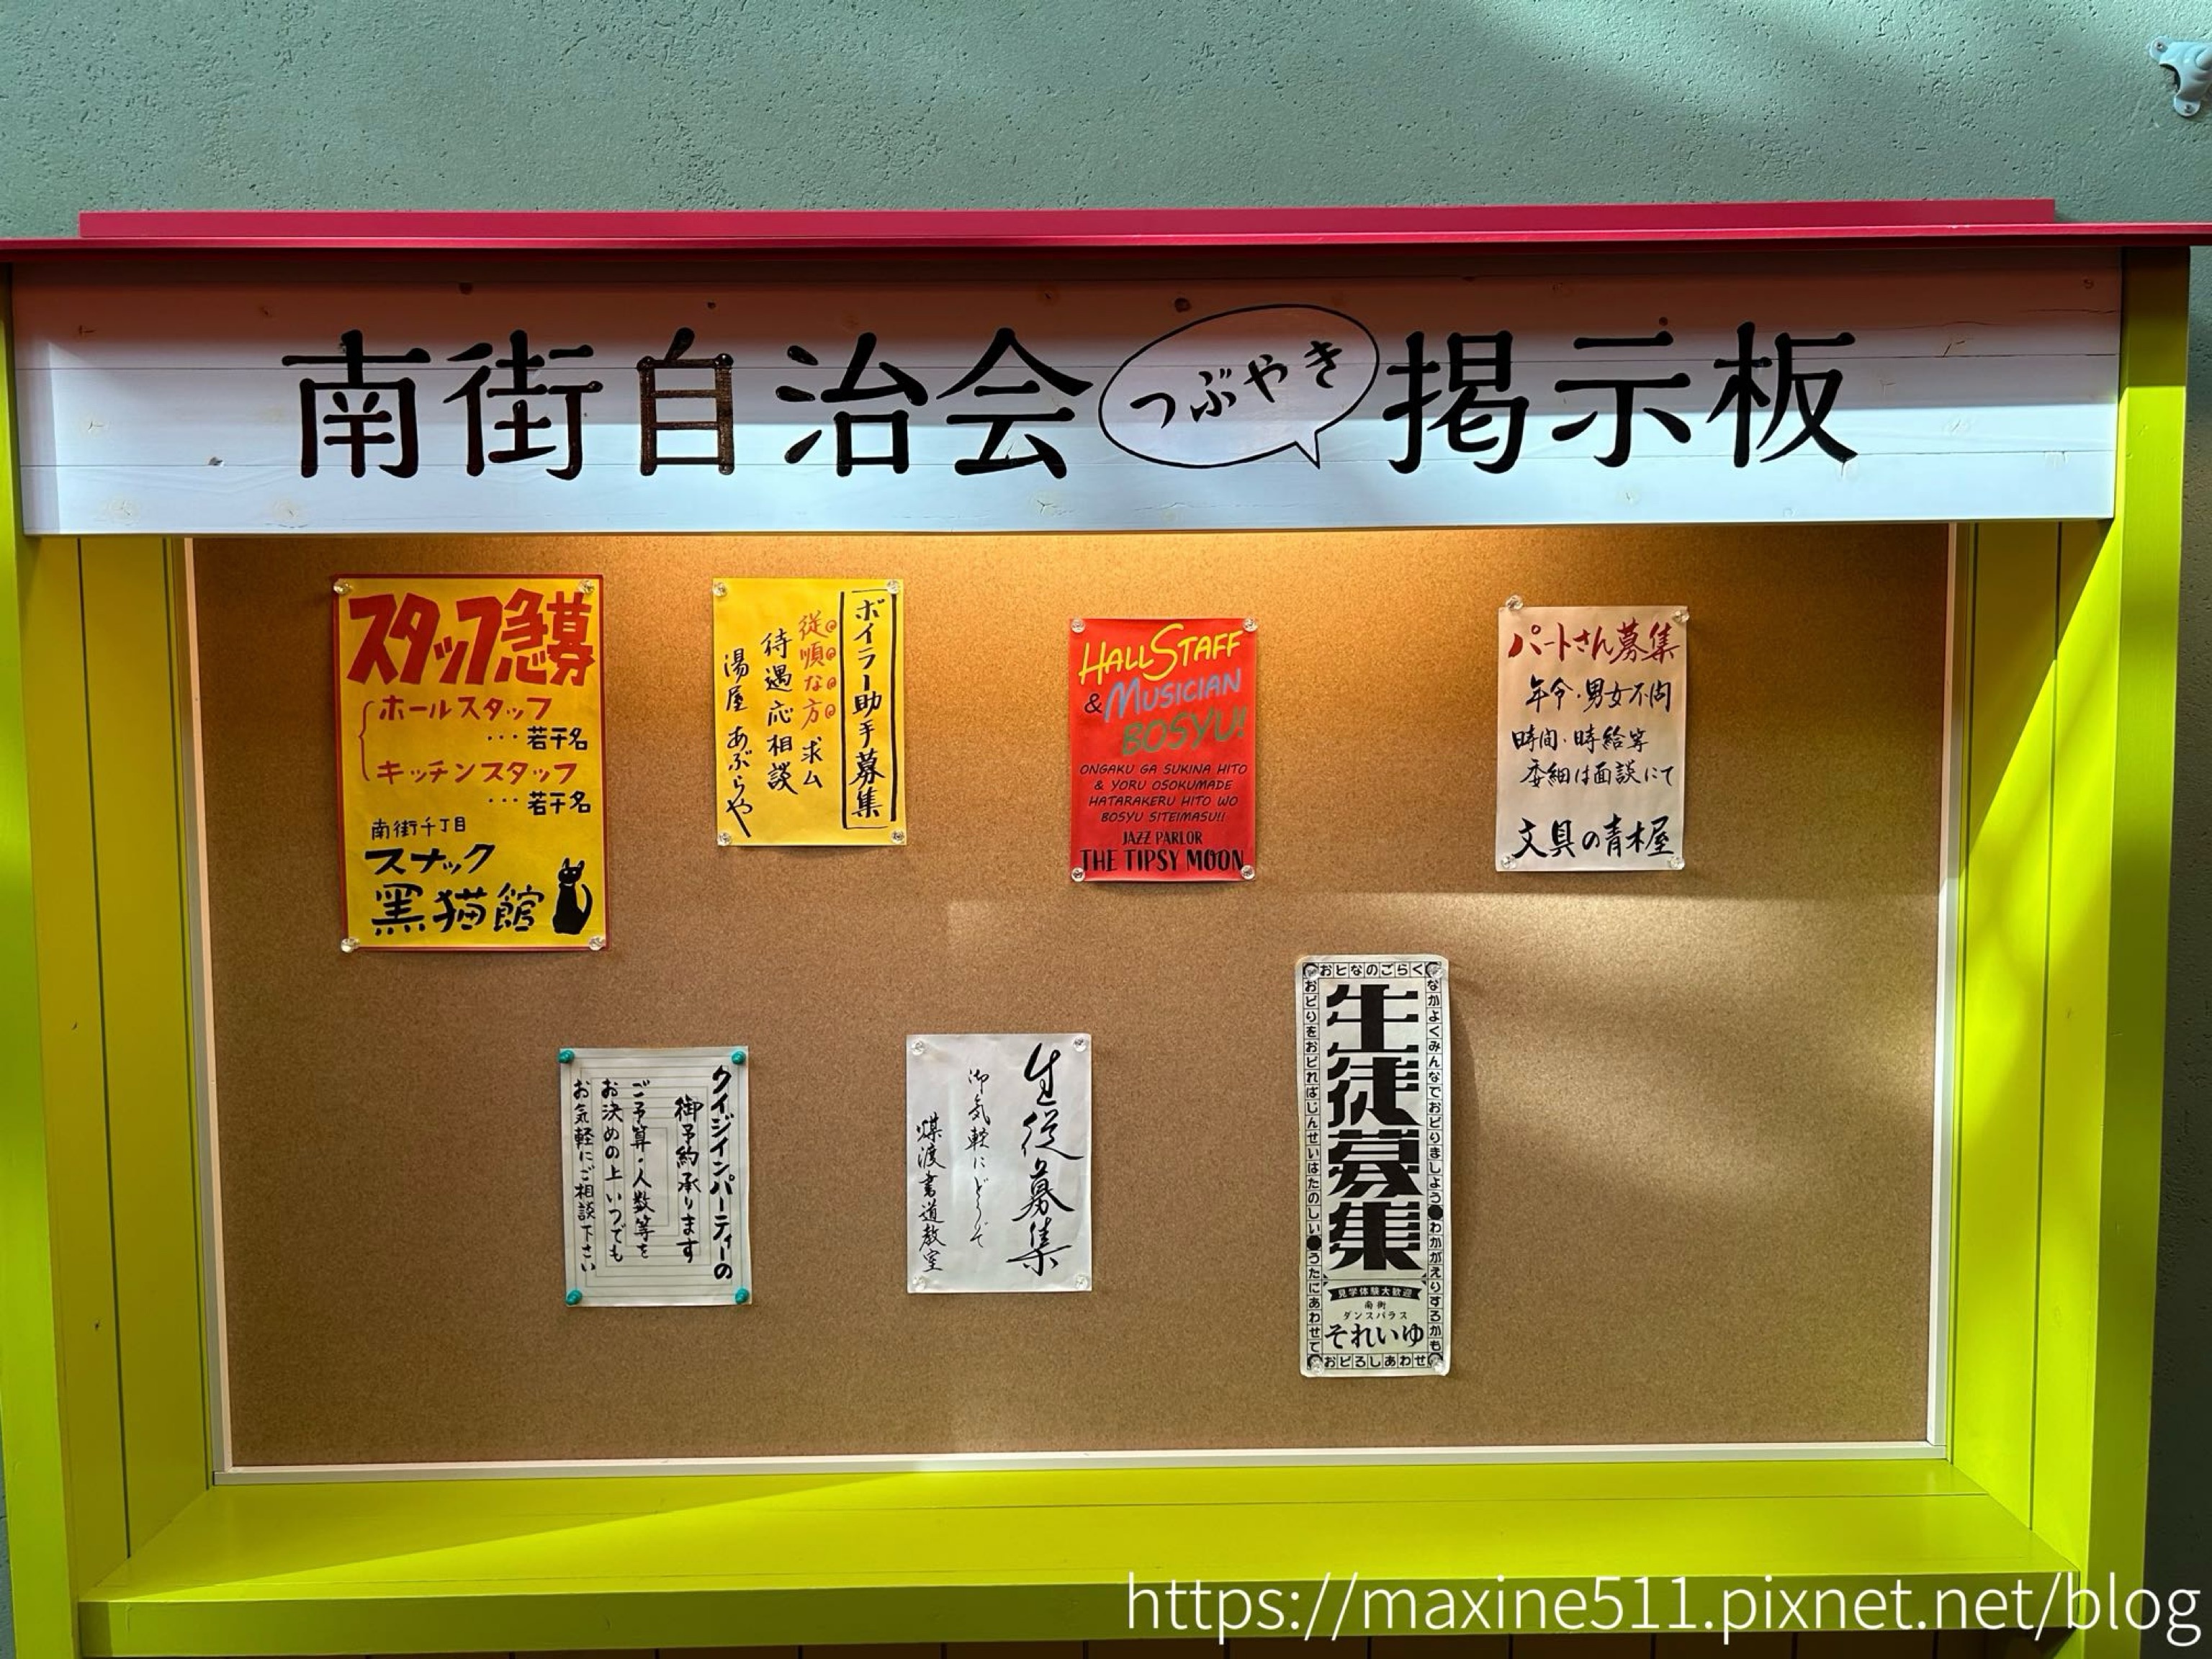 南街自治会つぶやき掲示板
スタッフ急募
ホールスタッフ
・・・若干名
キッチンスタッフ
・・・若干名
南街千丁目
スナック
黒猫館
ボイラー助手募集
従順な方求ム
待遇応相談
湯屋 あぶらや
HALL STAFF
& MUSICIAN
BOSYU!
ONGAKU GA SUKINA HITO
& YORU OSOKUMADE
HATARAKERU HITO WO
BOSYU SITEIMASU!!
JAZZ PARLOR
THE TIPSY MOON
パートさん募集
年令・男女不問
時間・時給等
委細は面談にて
文具の青木屋
クイジインパーティーの
御予約承ります
ご予算・人数等を
お決めの上いつでも
お気軽にご相談下さい
生徒募集
御気軽にどうぞ
煤渡書道教室
おとなのごらく
なかよくみんなでおどりましょう●わかがえりするかも
おどりをおどればじんせいはたのしい●うたにあわせて
生徒募集
見学体験大歓迎
南街
ダンスパラス
それいゆ
おどろしあわせ
https://maxine511.pixnet.net/blog